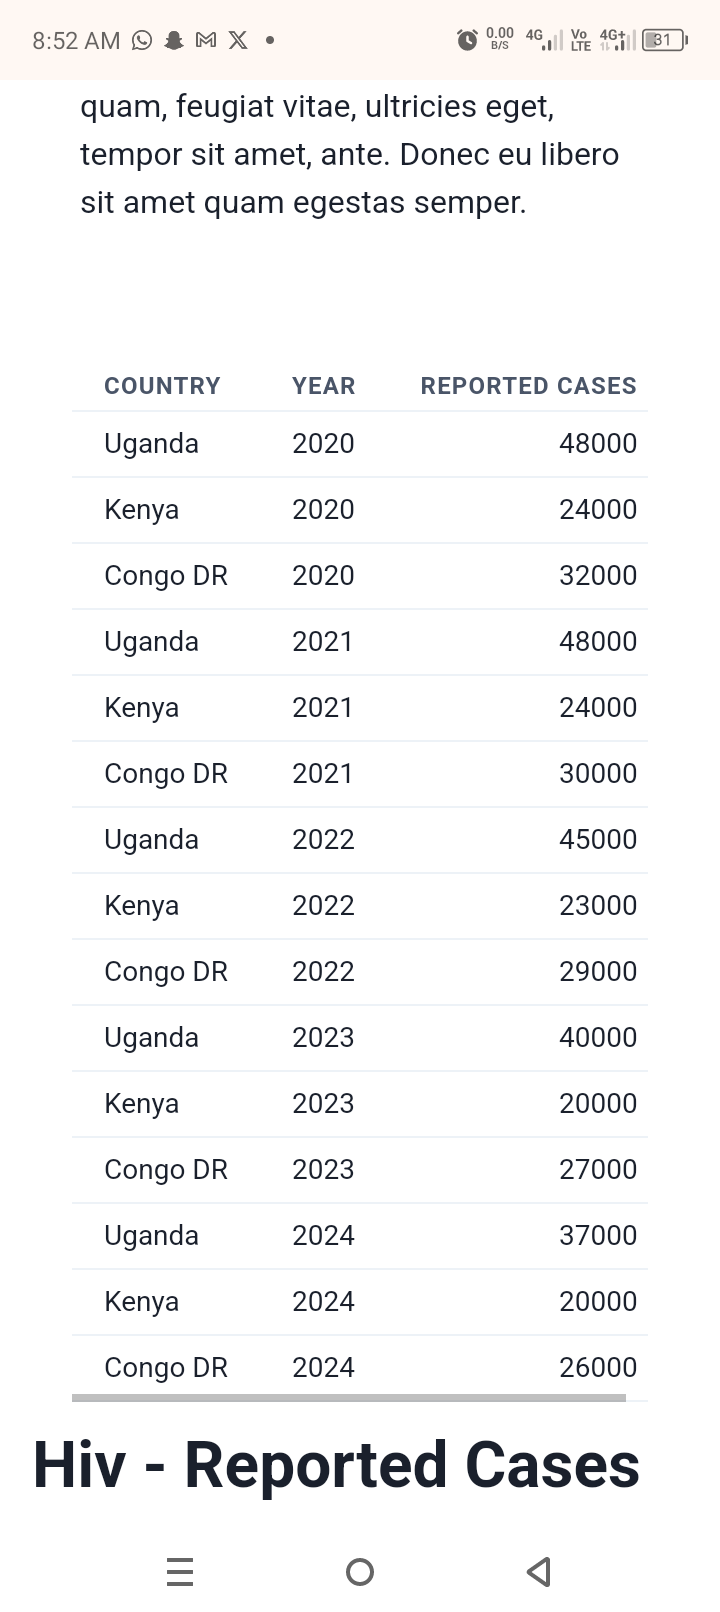 8:52 AM 0.00 B/S 4G Vo LTE 4G+ 31
quam, feugiat vitae, ultricies eget,
tempor sit amet, ante. Donec eu libero
sit amet quam egestas semper.
COUNTRY YEAR REPORTED CASES
Uganda 2020 48000
Kenya 2020 24000
Congo DR 2020 32000
Uganda 2021 48000
Kenya 2021 24000
Congo DR 2021 30000
Uganda 2022 45000
Kenya 2022 23000
Congo DR 2022 29000
Uganda 2023 40000
Kenya 2023 20000
Congo DR 2023 27000
Uganda 2024 37000
Kenya 2024 20000
Congo DR 2024 26000
Hiv - Reported Cases